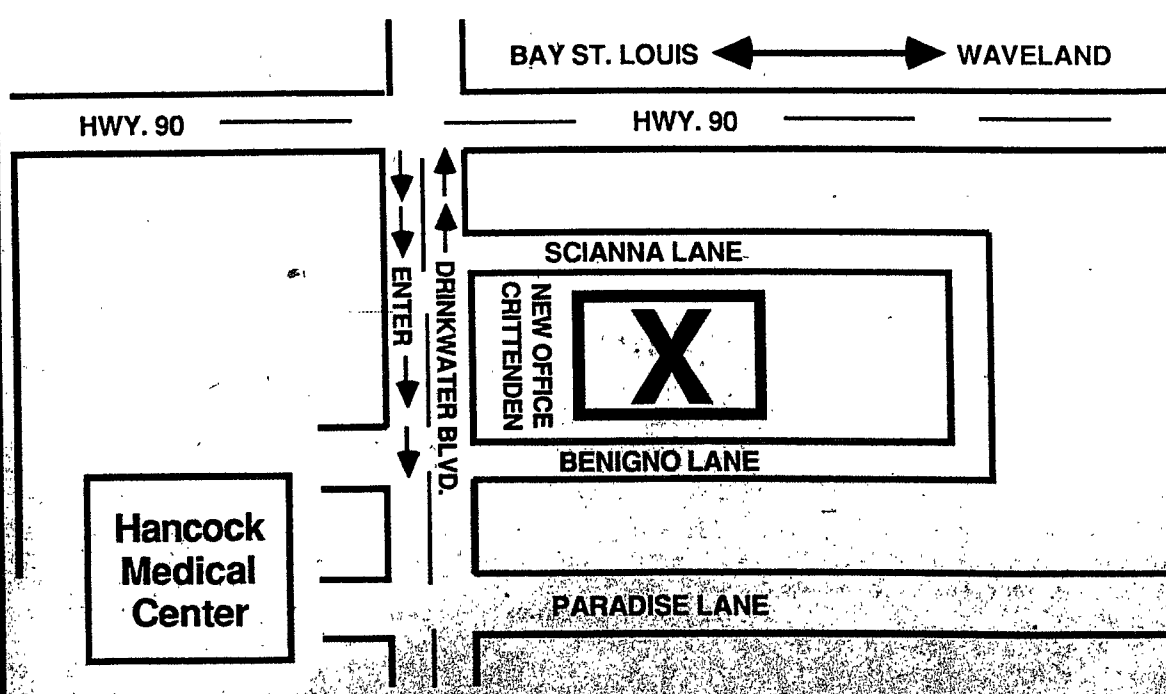 BAY ST. LOUIS WAVELAND
HWY. 90 HWY. 90
SCIANNA LANE
ENTER
DRINKWATER BLVD.
NEW OFFICE
CRITTENDEN
X
BENIGNO LANE
Hancock
Medical
Center
PARADISE LANE